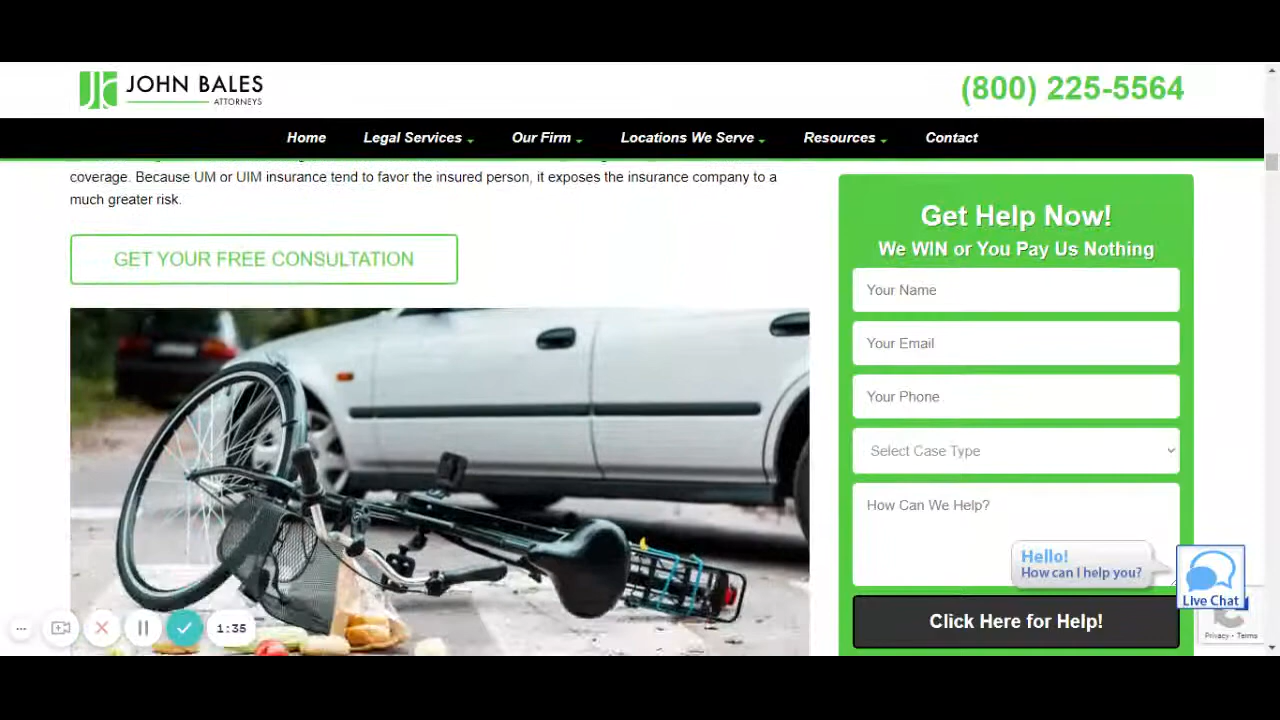 JOHN BALES
ATTORNEYS
(800) 225-5564
Home Legal Services Our Firm Locations We Serve Resources Contact
coverage. Because UM or UIM insurance tend to favor the insured person, it exposes the insurance company to a
much greater risk.
GET YOUR FREE CONSULTATION
Get Help Now!
We WIN or You Pay Us Nothing
Your Name
Your Email
Your Phone
Select Case Type
How Can We Help?
Hello!
How can I help you?
Live Chat
Click Here for Help!
Privacy - Terms
1:35